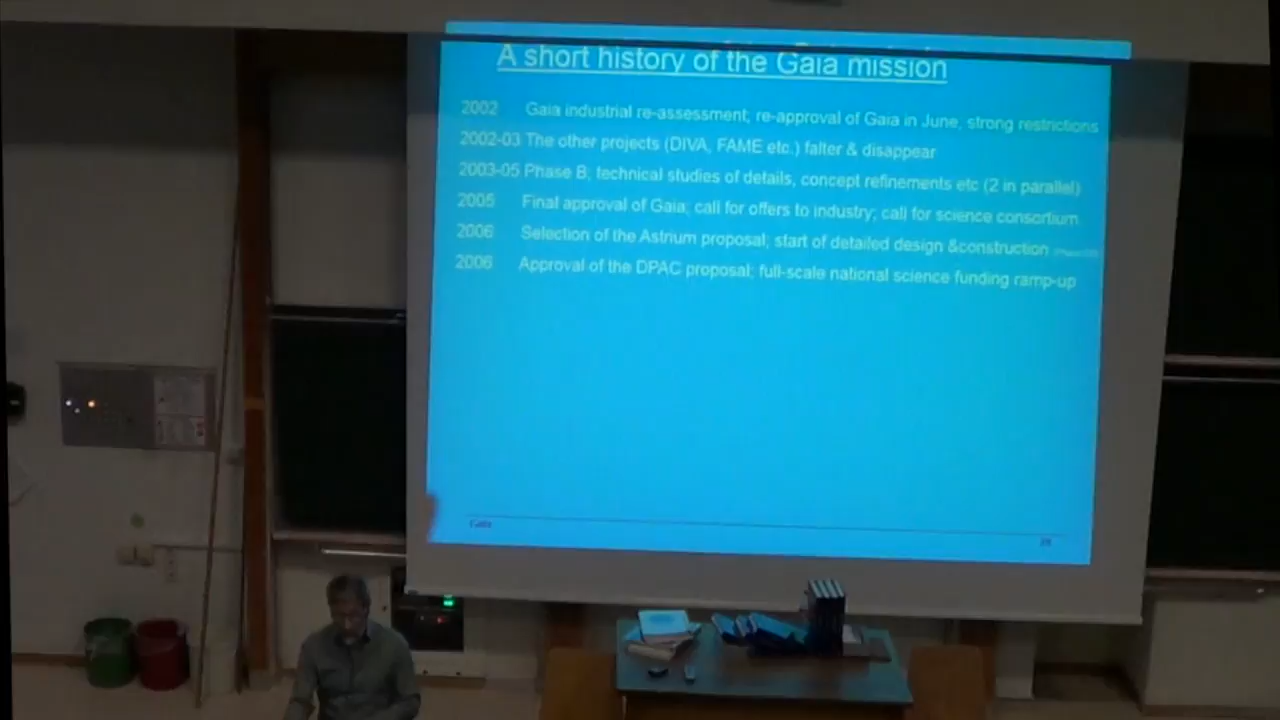 A short history of the Gaia mission
2002 Gaia industrial re-assessment; re-approval of Gaia in June, strong restrictions
2002-03 The other projects (DIVA, FAME etc.) falter & disappear
2003-05 Phase B; technical studies of details, concept refinements etc (2 in parallel)
2005 Final approval of Gaia; call for offers to industry; call for science consortium
2006 Selection of the Astrium proposal; start of detailed design &construction
2006 Approval of the DPAC proposal; full-scale national science funding ramp-up
Gaia